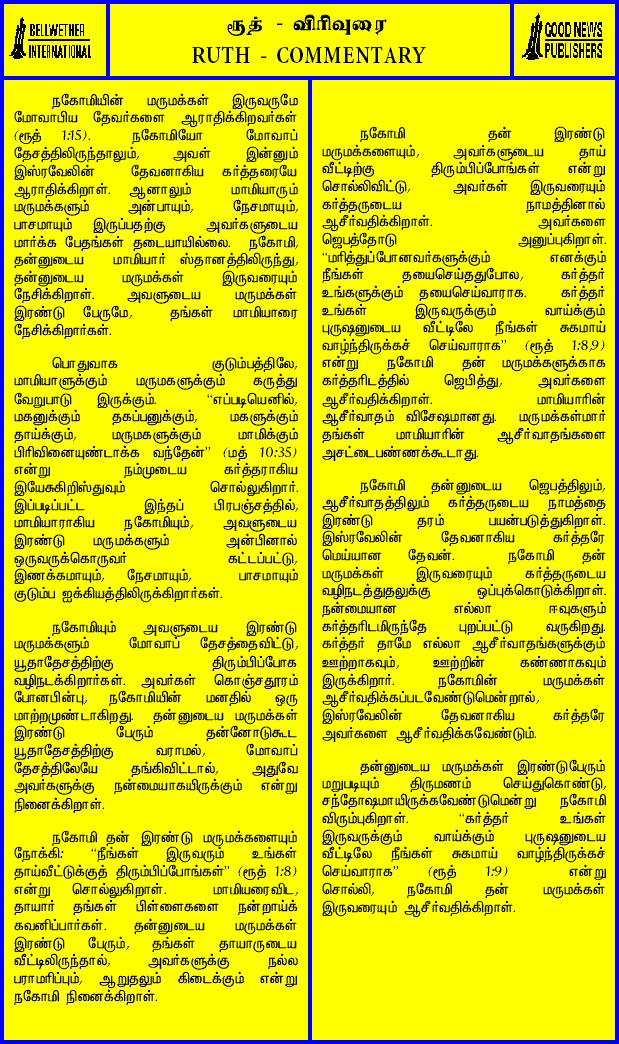 BELLWETHER
INTERNATIONAL
ரூத் - விரிவுரை
RUTH - COMMENTARY
GOOD NEWS
PUBLISHERS
நகோமியின் மருமக்கள் இருவருமே
மோவாபிய தேவர்களை ஆராதிக்கிறவர்கள்
(ரூத் 1:15). நகோமியோ மோவாப்
தேசத்திலிருந்தாலும், அவள் இன்னும்
இஸ்ரவேலின் தேவனாகிய கர்த்தரையே
ஆராதிக்கிறாள். ஆனாலும் மாமியாரும்
மருமக்களும் அன்பாயும், நேசமாயும்,
பாசமாயும் இருப்பதற்கு அவர்களுடைய
மார்க்க பேதங்கள் தடையாயில்லை. நகோமி,
தன்னுடைய மாமியார் ஸ்தானத்திலிருந்து,
தன்னுடைய மருமக்கள் இருவரையும்
நேசிக்கிறாள். அவளுடைய மருமக்கள்
இரண்டு பேருமே, தங்கள் மாமியாரை
நேசிக்கிறார்கள்.
பொதுவாக குடும்பத்திலே,
மாமியாளுக்கும் மருமகளுக்கும் கருத்து
வேறுபாடு இருக்கும். “எப்படியெனில்,
மகனுக்கும் தகப்பனுக்கும், மகளுக்கும்
தாய்க்கும், மருமகளுக்கும் மாமிக்கும்
பிரிவினையுண்டாக்க வந்தேன்” (மத் 10:35)
என்று நம்முடைய கர்த்தராகிய
இயேசுகிறிஸ்துவும் சொல்லுகிறார்.
இப்படிப்பட்ட இந்தப் பிரபஞ்சத்தில்,
மாமியாராகிய நகோமியும், அவளுடைய
இரண்டு மருமக்களும் அன்பினால்
ஒருவருக்கொருவர் கட்டப்பட்டு,
இணக்கமாயும், நேசமாயும், பாசமாயும்
குடும்ப ஐக்கியத்திலிருக்கிறார்கள்.
நகோமியும் அவளுடைய இரண்டு
மருமக்களும் மோவாப் தேசத்தைவிட்டு,
யூதாதேசத்திற்கு திரும்பிப்போக
வழிநடக்கிறார்கள். அவர்கள் கொஞ்சதூரம்
போனபின்பு, நகோமியின் மனதில் ஒரு
மாற்றமுண்டாகிறது. தன்னுடைய மருமக்கள்
இரண்டு பேரும் தன்னோடுகூட
யூதாதேசத்திற்கு வராமல், மோவாப்
தேசத்திலேயே தங்கிவிட்டால், அதுவே
அவர்களுக்கு நன்மையாகயிருக்கும் என்று
நினைக்கிறாள்.
நகோமி தன் இரண்டு மருமக்களையும்
நோக்கி: “நீங்கள் இருவரும் உங்கள்
தாய்வீட்டுக்குத் திரும்பிப்போங்கள்” (ரூத் 1:8)
என்று சொல்லுகிறாள். மாமியரைவிட,
தாயார் தங்கள் பிள்ளைகளை நன்றாய்க்
கவனிப்பார்கள். தன்னுடைய மருமக்கள்
இரண்டு பேரும், தங்கள் தாயாருடைய
வீட்டிலிருந்தால், அவர்களுக்கு நல்ல
பராமரிப்பும், ஆறுதலும் கிடைக்கும் என்று
நகோமி நினைக்கிறாள்.
நகோமி தன் இரண்டு
மருமக்களையும், அவர்களுடைய தாய்
வீட்டிற்கு திரும்பிப்போங்கள் என்று
சொல்லிவிட்டு, அவர்கள் இருவரையும்
கர்த்தருடைய நாமத்தினால்
ஆசீர்வதிக்கிறாள். அவர்களை
ஜெபத்தோடு அனுப்புகிறாள்.
“மரித்துப்போனவர்களுக்கும் எனக்கும்
நீங்கள் தயைசெய்ததுபோல, கர்த்தர்
உங்களுக்கும் தயைசெய்வாராக. கர்த்தர்
உங்கள் இருவருக்கும் வாய்க்கும்
புருஷனுடைய வீட்டிலே நீங்கள் சுகமாய்
வாழ்ந்திருக்கச் செய்வாராக” (ரூத் 1:8,9)
என்று நகோமி தன் மருமக்களுக்காக
கர்த்தரிடத்தில் ஜெபித்து, அவர்களை
ஆசீர்வதிக்கிறாள். மாமியாரின்
ஆசீர்வாதம் விசேஷமானது. மருமக்கள்மார்
தங்கள் மாமியாரின் ஆசீர்வாதங்களை
அசட்டைபண்ணக்கூடாது.
நகோமி தன்னுடைய ஜெபத்திலும்,
ஆசீர்வாதத்திலும் கர்த்தருடைய நாமத்தை
இரண்டு தரம் பயன்படுத்துகிறாள்.
இஸ்ரவேலின் தேவனாகிய கர்த்தரே
மெய்யான தேவன். நகோமி தன்
மருமக்கள் இருவரையும் கர்த்தருடைய
வழிநடத்துதலுக்கு ஒப்புக்கொடுக்கிறாள்.
நன்மையான எல்லா ஈவுகளும்
கர்த்தரிடமிருந்தே புறப்பட்டு வருகிறது.
கர்த்தர் தாமே எல்லா ஆசீர்வாதங்களுக்கும்
ஊற்றாகவும், ஊற்றின் கண்ணாகவும்
இருக்கிறார். நகோமின் மருமக்கள்
ஆசீர்வதிக்கப்படவேண்டுமென்றால்,
இஸ்ரவேலின் தேவனாகிய கர்த்தரே
அவர்களை ஆசீர்வதிக்கவேண்டும்.
தன்னுடைய மருமக்கள் இரண்டுபேரும்
மறுபடியும் திருமணம் செய்துகொண்டு,
சந்தோஷமாயிருக்கவேண்டுமென்று நகோமி
விரும்புகிறாள். “கர்த்தர் உங்கள்
இருவருக்கும் வாய்க்கும் புருஷனுடைய
வீட்டிலே நீங்கள் சுகமாய் வாழ்ந்திருக்கச்
செய்வாராக” (ரூத் 1:9) என்று
சொல்லி, நகோமி தன் மருமக்கள்
இருவரையும் ஆசீர்வதிக்கிறாள்.